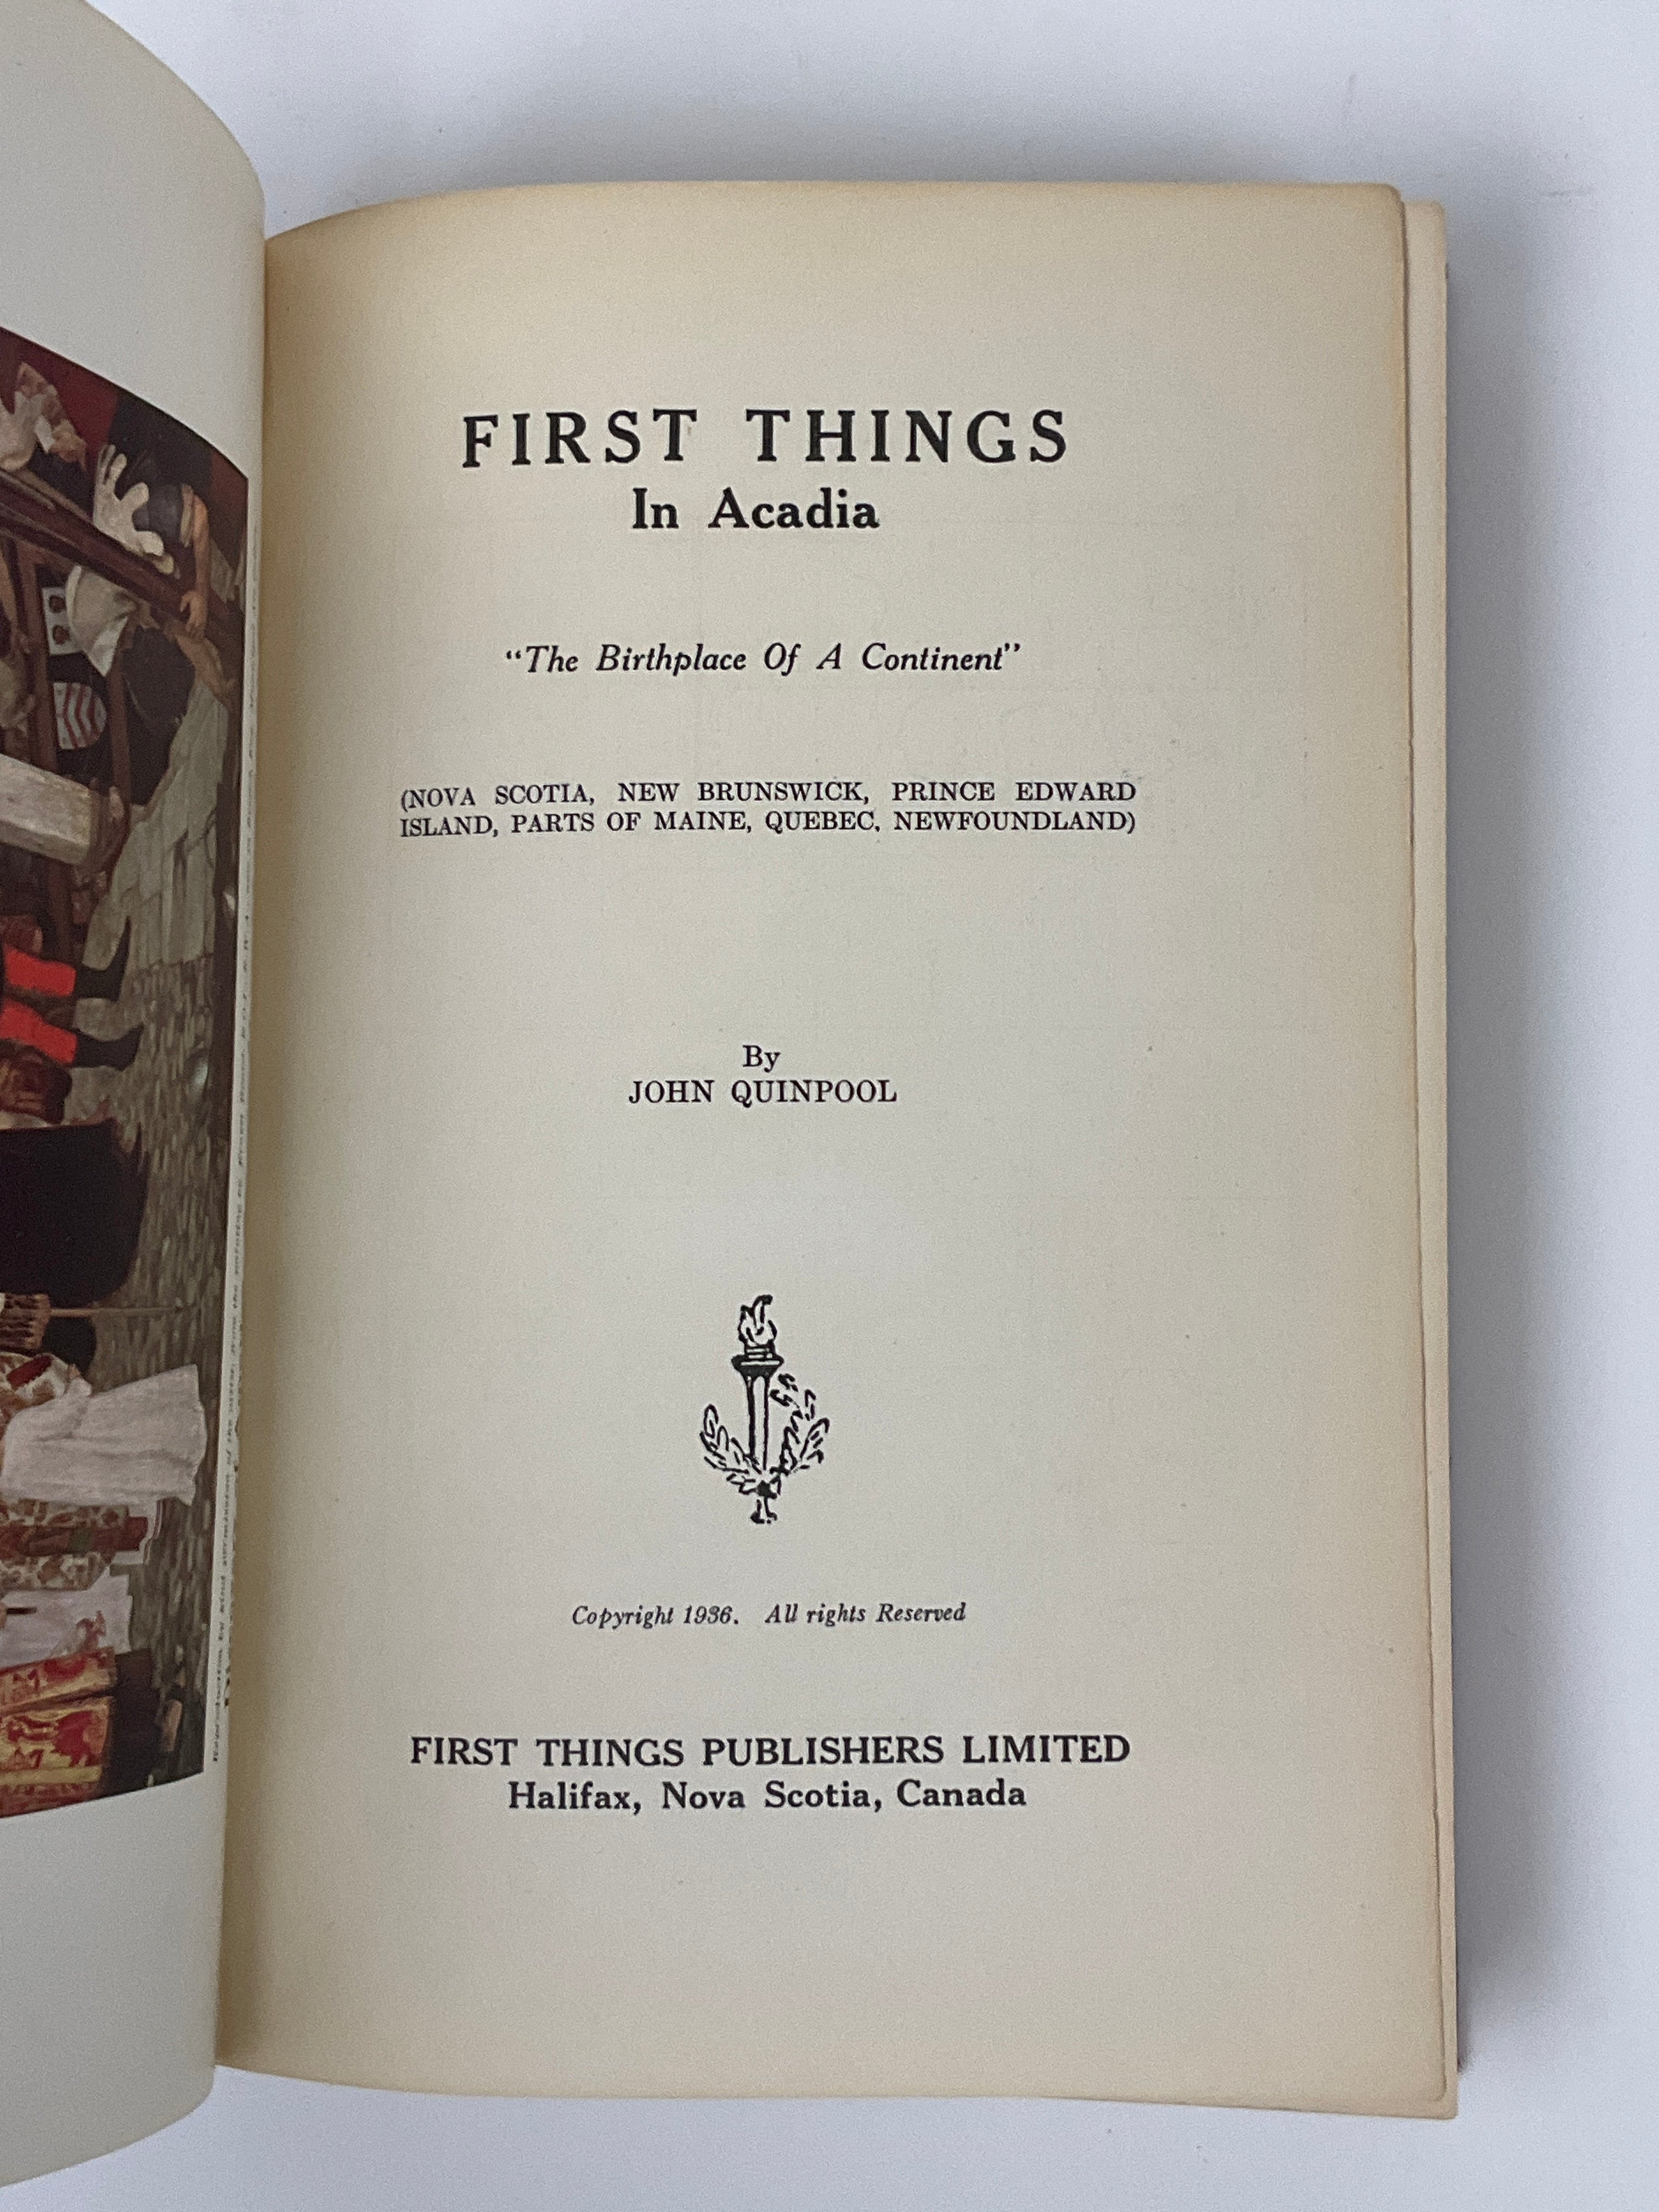 FIRST THINGS
In Acadia
“The Birthplace Of A Continent”
(NOVA SCOTIA, NEW BRUNSWICK, PRINCE EDWARD
ISLAND, PARTS OF MAINE, QUEBEC, NEWFOUNDLAND)
By
JOHN QUINPOOL
Copyright 1936. All rights Reserved
FIRST THINGS PUBLISHERS LIMITED
Halifax, Nova Scotia, Canada